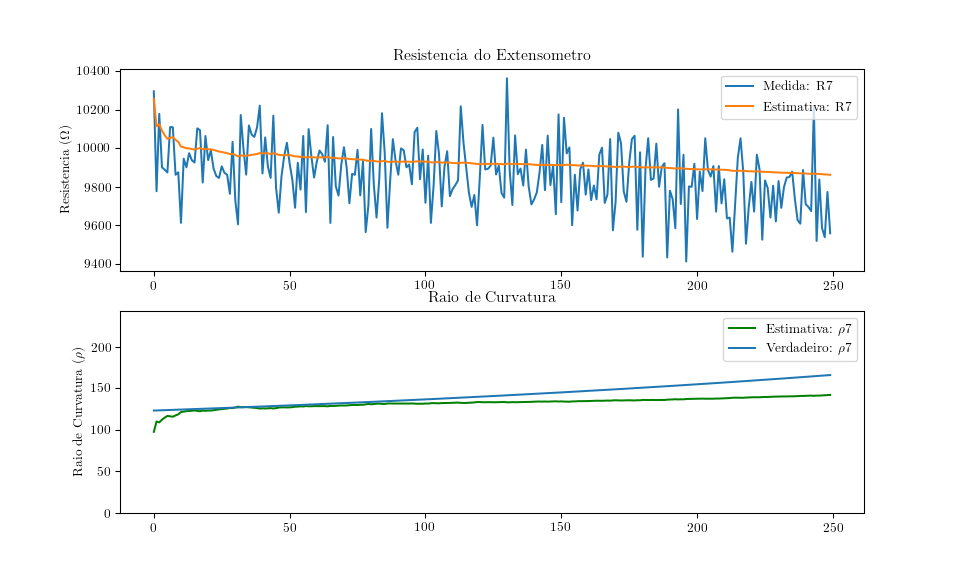 Resistencia do Extensometro
Resistencia (Ω)
10400
10200
10000
9800
9600
9400
Medida: R7
Estimativa: R7
0
50
100
150
200
250
Raio de Curvatura
Raio de Curvatura (ρ)
200
150
100
50
0
Estimativa: ρ7
Verdadeiro: ρ7
0
50
100
150
200
250